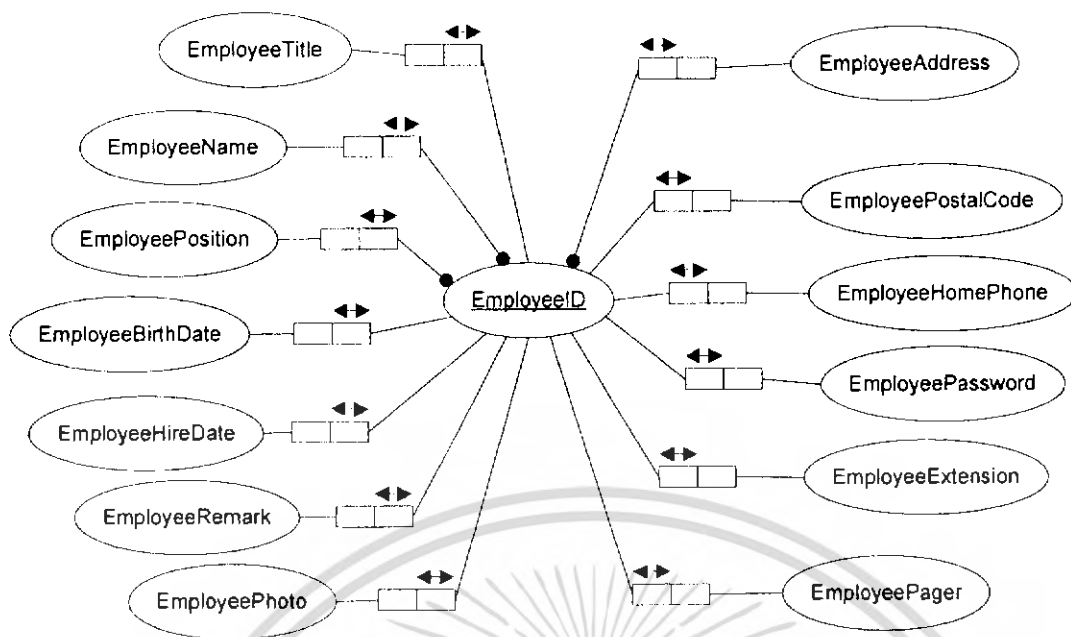 EmployeeTitle
EmployeeAddress
EmployeeName
EmployeePostalCode
EmployeePosition
EmployeeID
EmployeeHomePhone
EmployeeBirthDate
EmployeePassword
EmployeeHireDate
EmployeeExtension
EmployeeRemark
EmployeePhoto
EmployeePager